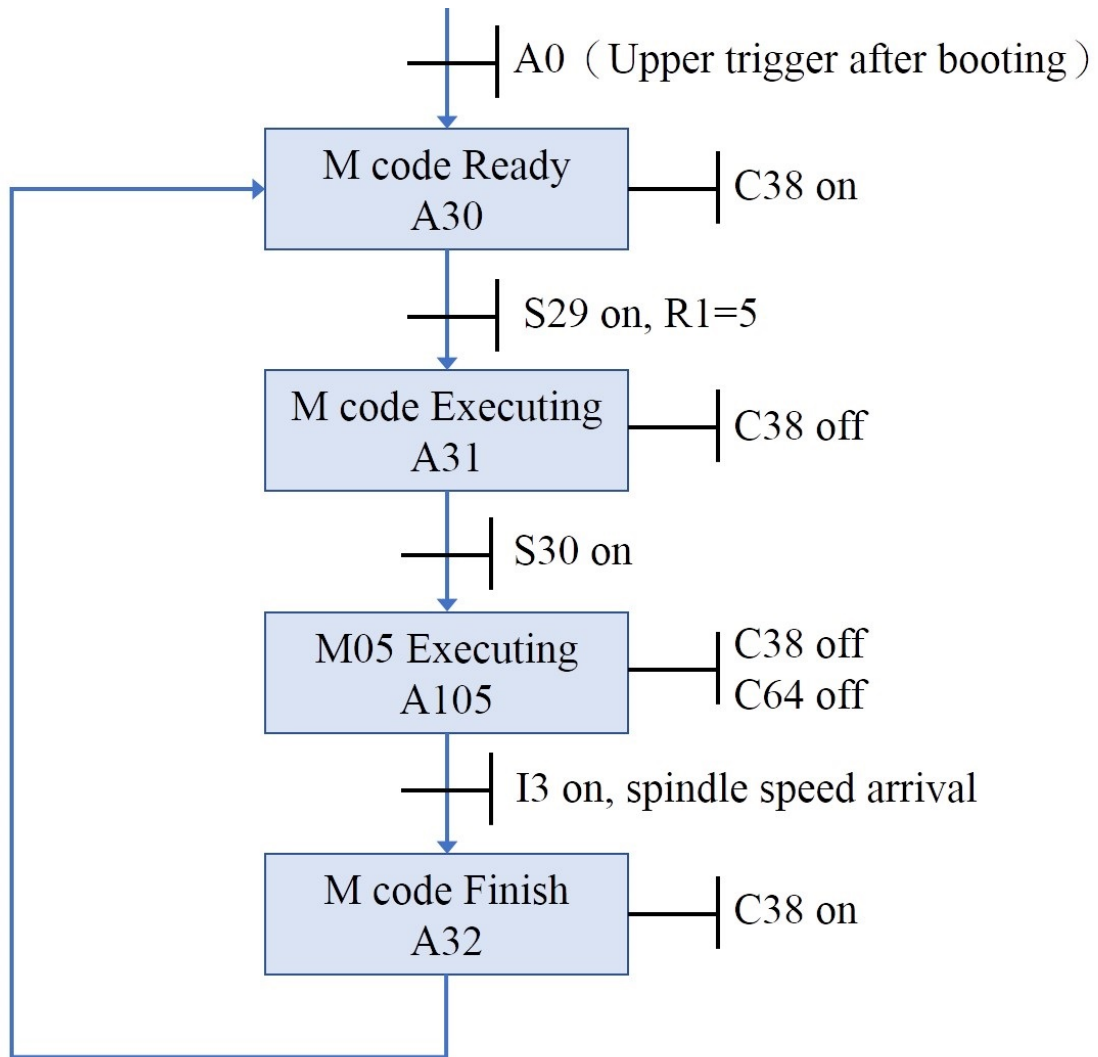 A0（Upper trigger after booting）
M code Ready
A30
C38 on
S29 on, R1=5
M code Executing
A31
C38 off
S30 on
M05 Executing
A105
C38 off
C64 off
I3 on, spindle speed arrival
M code Finish
A32
C38 on